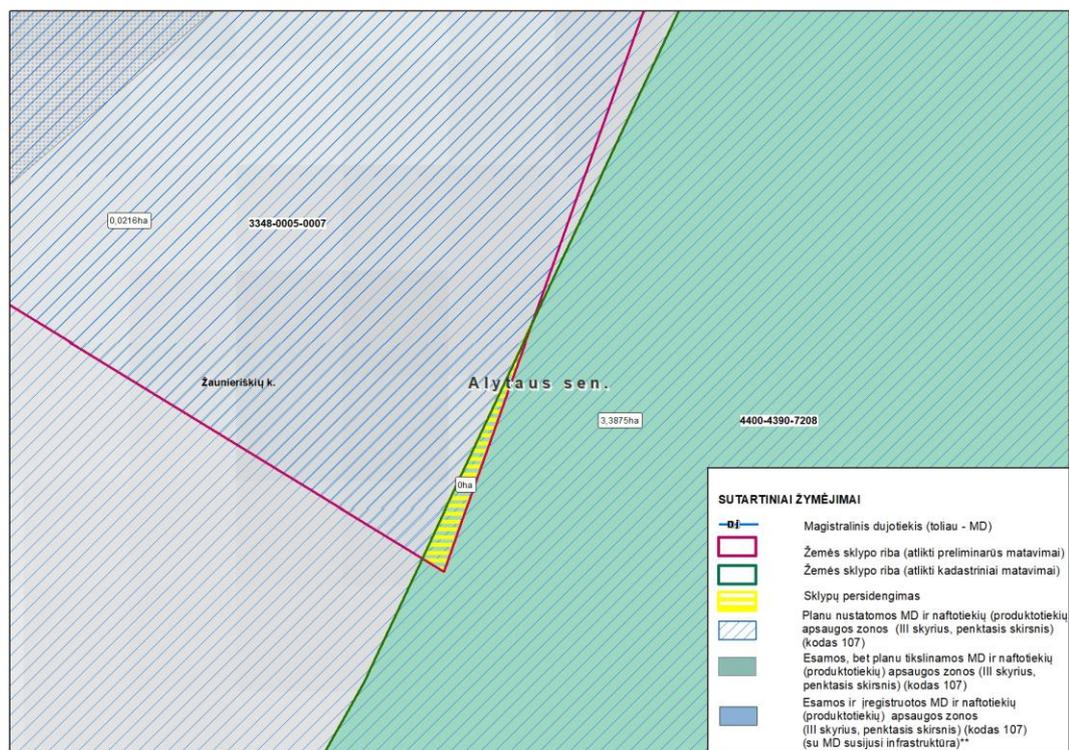 0,0216ha
3348-0005-0007
Žaunieriškių k.
Alytaus sen.
3,3875ha
4400-4390-7208
0ha
SUTARTINIAI ŽYMĖJIMAI
Magistralinis dujotiekis (toliau - MD)
Žemės sklypo riba (atlikti preliminarūs matavimai)
Žemės sklypo riba (atlikti kadastriniai matavimai)
Sklypų persidengimas
Planu nustatomos MD ir naftotiekių (produktotiekių
apsaugos zonos (III skyrius, penktasis skirsnis)
(kodas 107)
Esamos, bet planu tikslinamos MD ir naftotiekių
(produktotiekių) apsaugos zonos (III skyrius,
penktasis skirsnis) (kodas 107)
Esamos ir įregistruotos MD ir naftotiekių
(produktotiekių) apsaugos zonos
(III skyrius, penktasis skirsnis) (kodas 107)
(su MD susijusi infrastruktūra)**